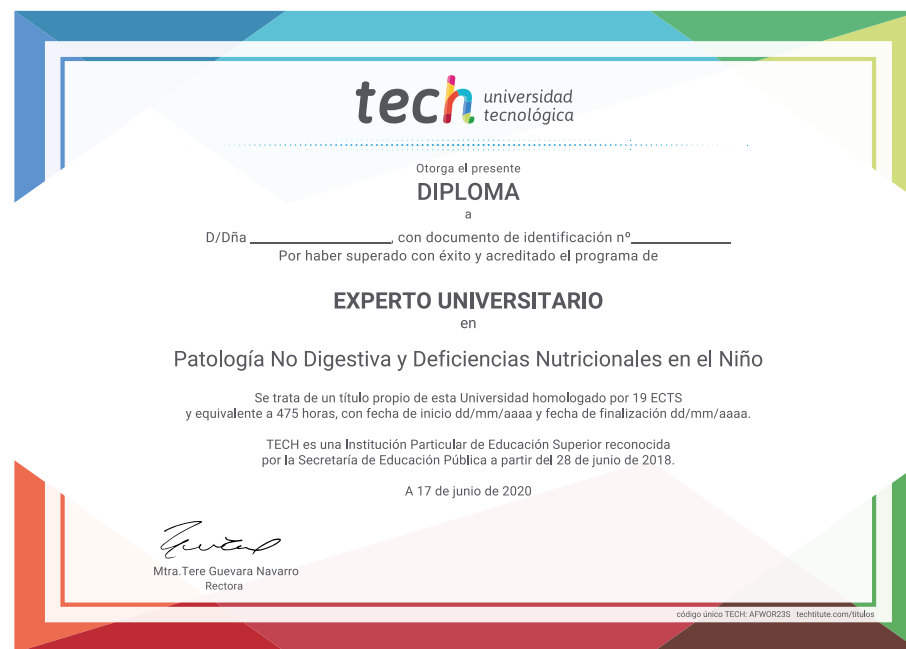 tech universidad
tecnológica
Otorga el presente
DIPLOMA
a
D/Dña ________________, con documento de identificación nº____________
Por haber superado con éxito y acreditado el programa de
EXPERTO UNIVERSITARIO
en
Patología No Digestiva y Deficiencias Nutricionales en el Niño
Se trata de un título propio de esta Universidad homologado por 19 ECTS
y equivalente a 475 horas, con fecha de inicio dd/mm/aaaa y fecha de finalización dd/mm/aaaa.
TECH es una Institución Particular de Educación Superior reconocida
por la Secretaría de Educación Pública a partir del 28 de junio de 2018.
A 17 de junio de 2020
Mtra.Tere Guevara Navarro
Rectora
código único TECH: AFWOR23S techtitute.com/titulos